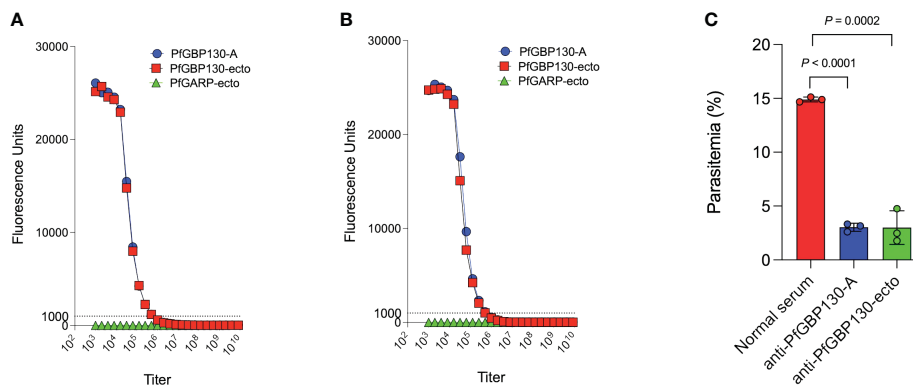 A
30000
20000
10000
1000
0
Fluorescence Units
PfGBP130-A
PfGBP130-ecto
PfGARP-ecto
10²
10³
10⁴
10⁵
10⁶
10⁷
10⁸
10⁹
10¹⁰
Titer
B
30000
20000
10000
1000
0
Fluorescence Units
PfGBP130-A
PfGBP130-ecto
PfGARP-ecto
10²
10³
10⁴
10⁵
10⁶
10⁷
10⁸
10⁹
10¹⁰
Titer
C
P = 0.0002
P < 0.0001
20
15
10
5
0
Parasitemia (%)
Normal serum
anti-PfGBP130-A
anti-PfGBP130-ecto